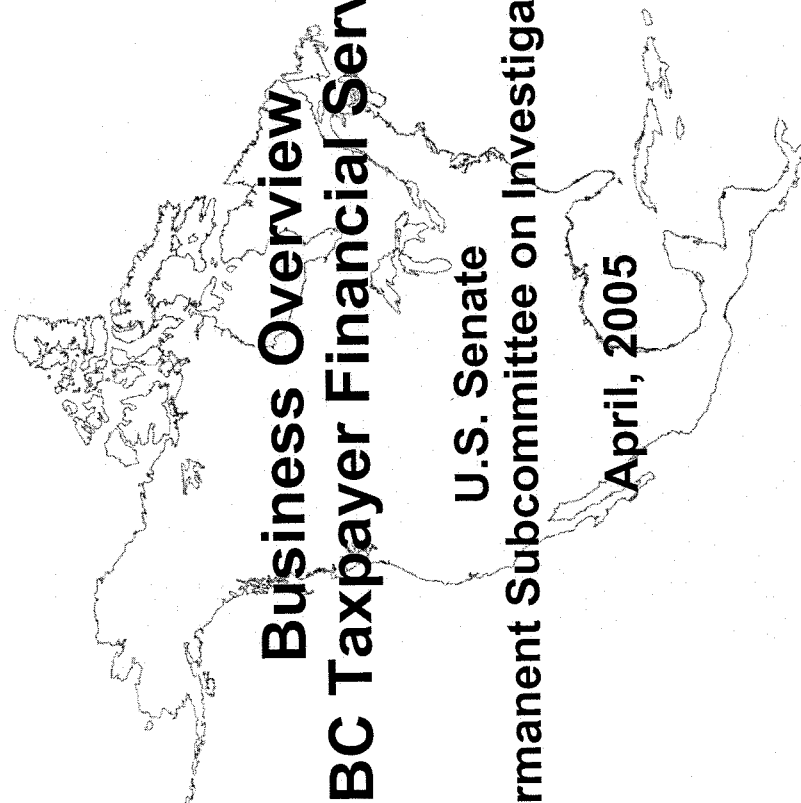 Business Overview
BC Taxpayer Financial Serv
U.S. Senate
rmanent Subcommittee on Investiga
April, 2005